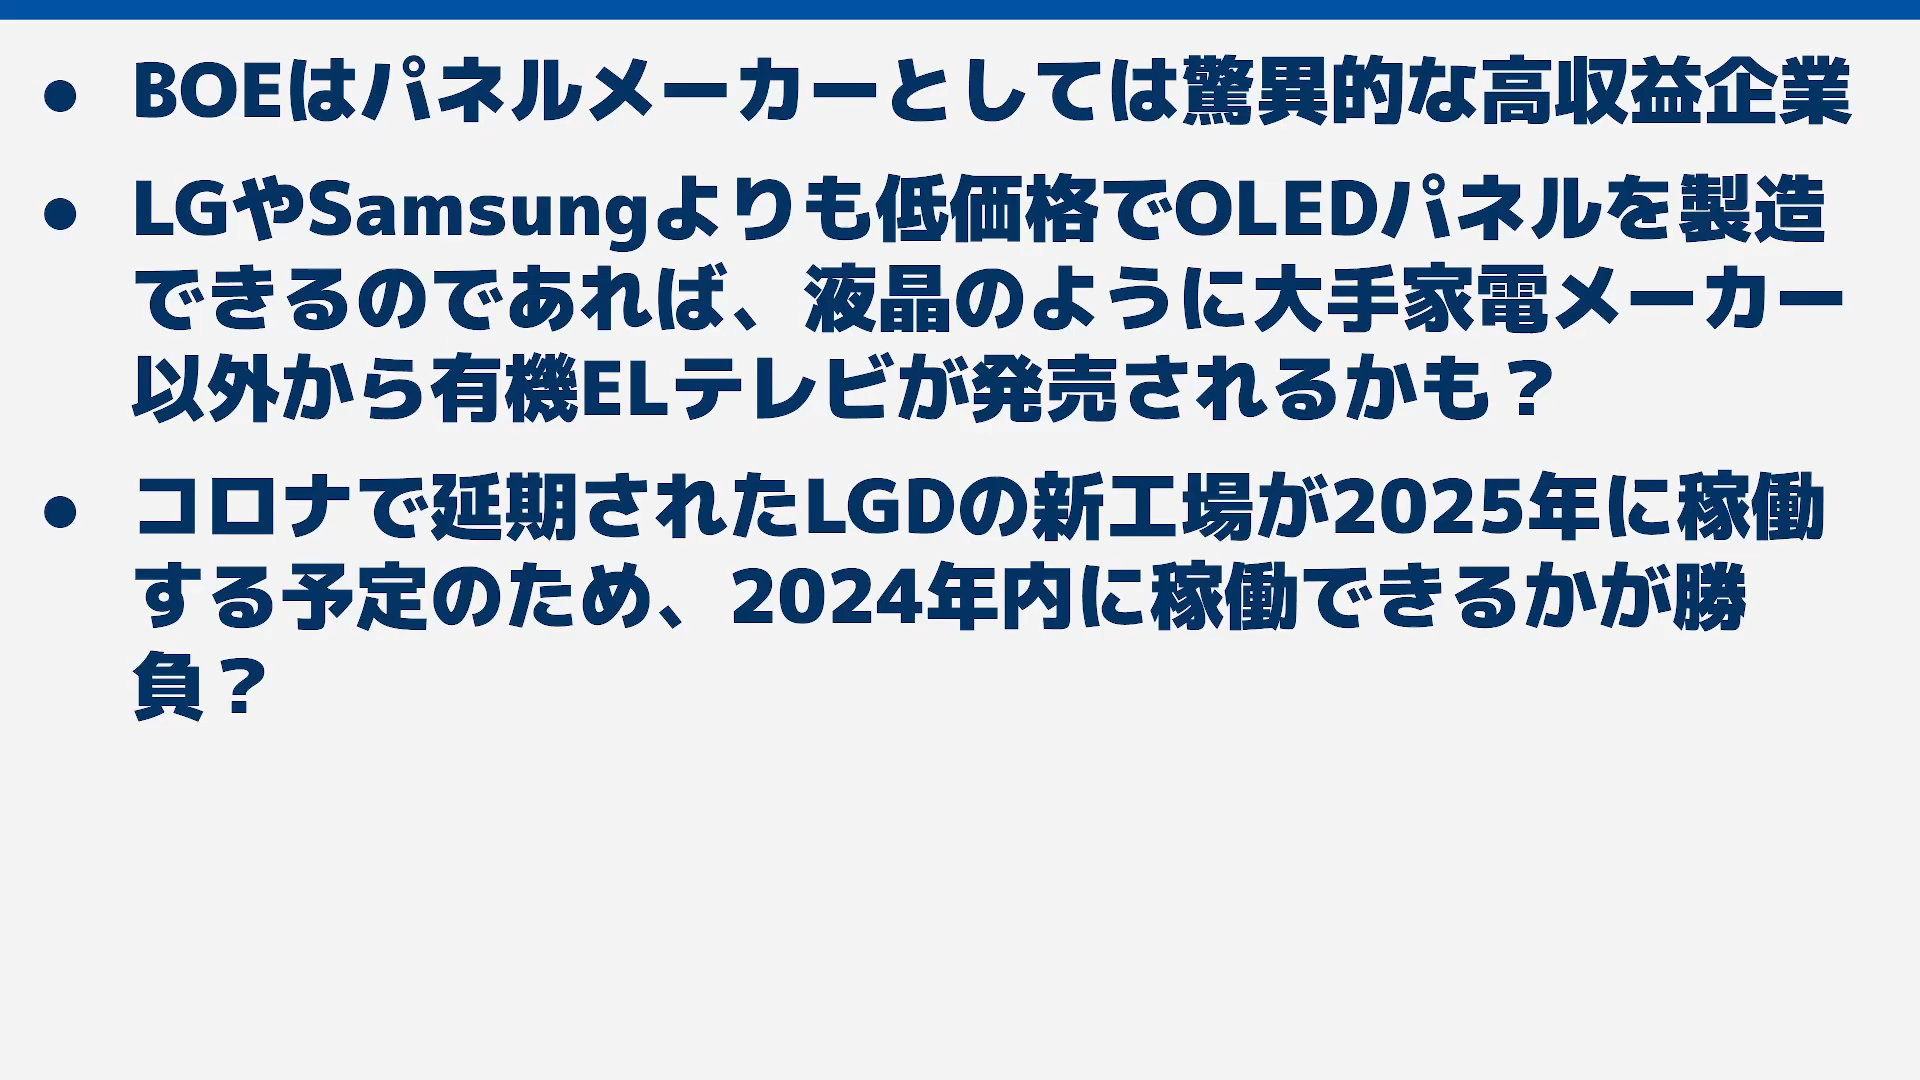 ● BOEはパネルメーカーとしては驚異的な高収益企業
● LGやSamsungよりも低価格でOLEDパネルを製造
できるのであれば、液晶のように大手家電メーカー
以外から有機ELテレビが発売されるかも？
● コロナで延期されたLGDの新工場が2025年に稼働
する予定のため、2024年内に稼働できるかが勝
負？